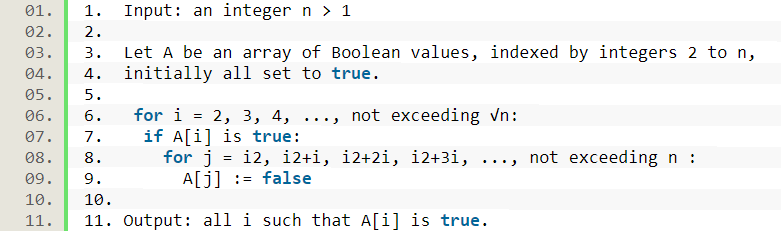 01. 1. Input: an integer n > 1
02. 2.
03. 3. Let A be an array of Boolean values, indexed by integers 2 to n,
04. 4. initially all set to true.
05. 5.
06. 6. for i = 2, 3, 4, ..., not exceeding √n:
07. 7. if A[i] is true:
08. 8. for j = i2, i2+i, i2+2i, i2+3i, ..., not exceeding n :
09. 9. A[j] := false
10. 10.
11. 11. Output: all i such that A[i] is true.